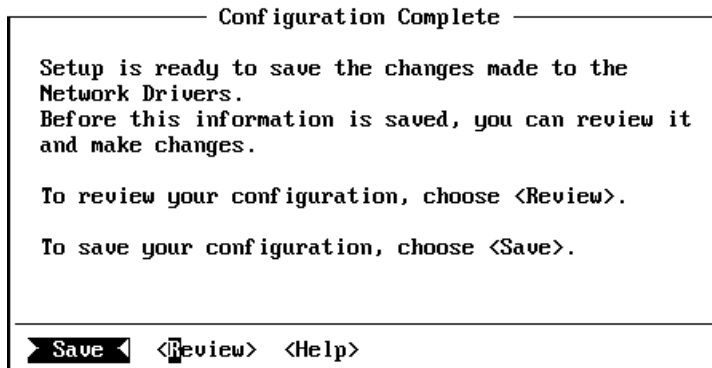 Configuration Complete
Setup is ready to save the changes made to the
Network Drivers.
Before this information is saved, you can review it
and make changes.
To review your configuration, choose <Review>.
To save your configuration, choose <Save>.
Save <Review> <Help>